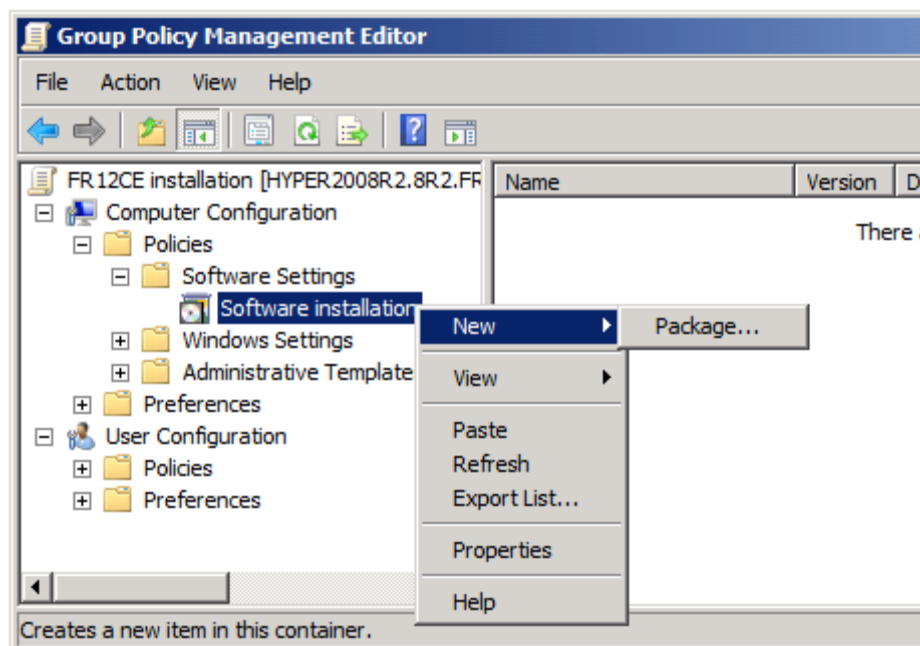 Group Policy Management Editor
File Action View Help
FR12CE installation [HYPER2008R2.8R2.FR
Name Version D
Computer Configuration
There
Policies
Software Settings
Software installation
New Package...
Windows Settings
Administrative Template
View
Preferences
Paste
User Configuration
Refresh
Policies
Export List...
Preferences
Properties
Help
Creates a new item in this container.